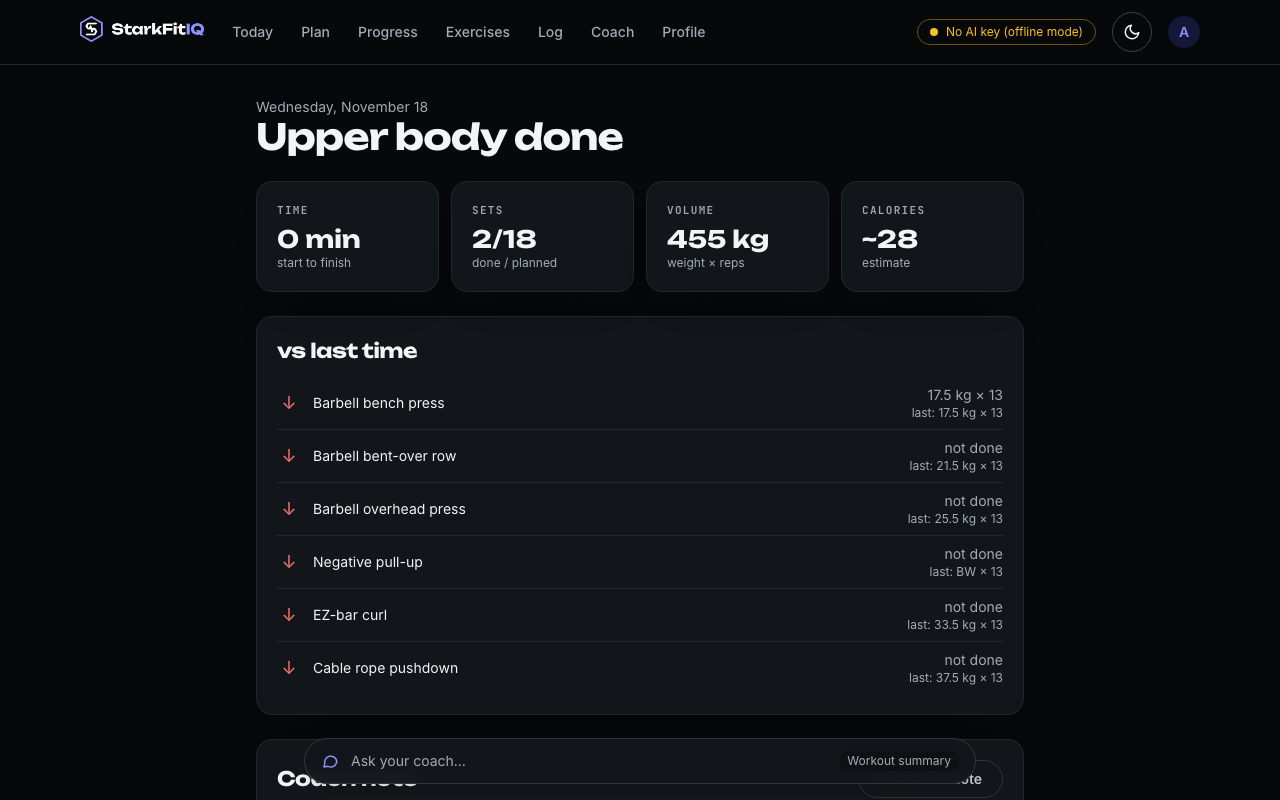 StarkFitIQ
Today
Plan
Progress
Exercises
Log
Coach
Profile
No AI key (offline mode)
A
Wednesday, November 18
Upper body done
TIME
0 min
start to finish
SETS
2/18
done / planned
VOLUME
455 kg
weight × reps
CALORIES
~28
estimate
vs last time
Barbell bench press
17.5 kg × 13
last: 17.5 kg × 13
Barbell bent-over row
not done
last: 21.5 kg × 13
Barbell overhead press
not done
last: 25.5 kg × 13
Negative pull-up
not done
last: BW × 13
EZ-bar curl
not done
last: 33.5 kg × 13
Cable rope pushdown
not done
last: 37.5 kg × 13
Ask your coach...
Workout summary